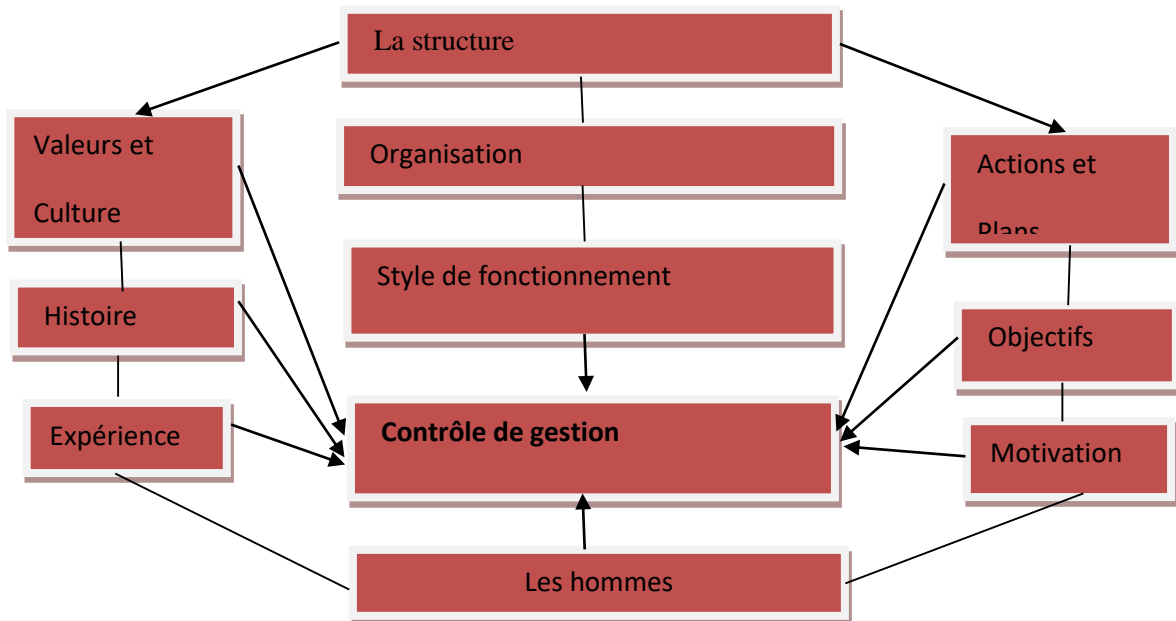 La structure
Valeurs et
Culture
Organisation
Actions et
Plans
Style de fonctionnement
Histoire
Objectifs
Contrôle de gestion
Expérience
Motivation
Les hommes